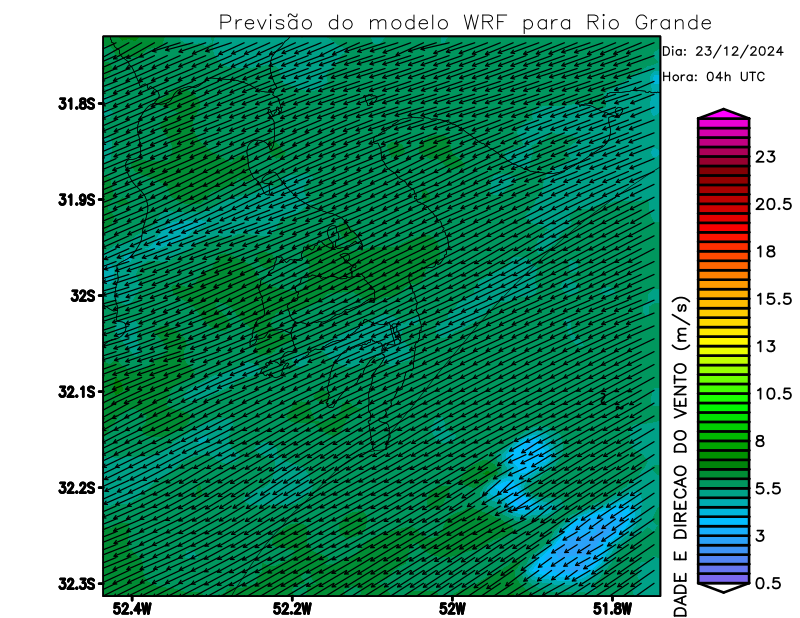 Previsão do modelo WRF para Rio Grande
Dia: 23/12/2024
Hora: 04h UTC
31.8S
31.9S
32S
32.1S
32.2S
32.3S
52.4W
52.2W
52W
51.8W
23
20.5
18
15.5
13
10.5
8
5.5
3
0.5
DADE E DIRECAO DO VENTO (m/s)